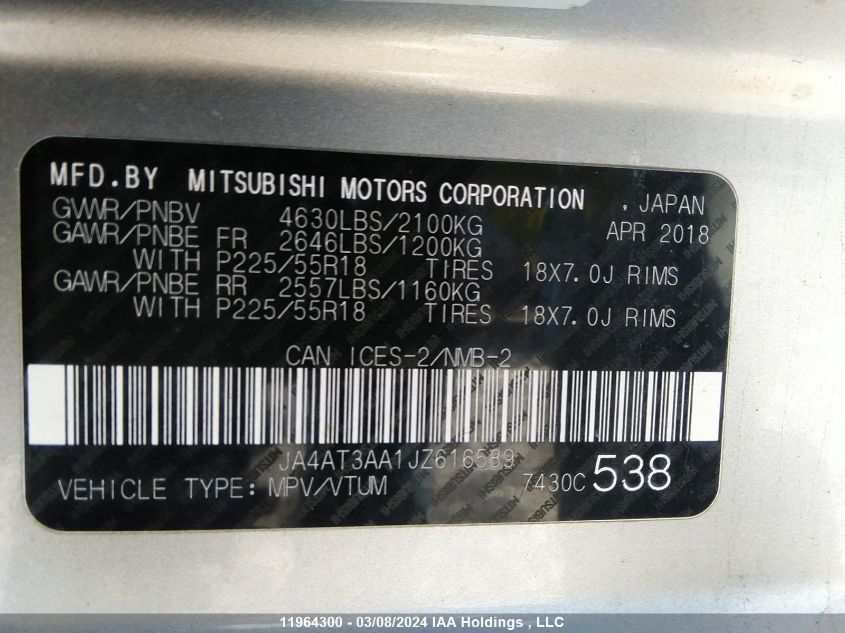 MFD.BY MITSUBISHI MOTORS CORPORATION , JAPAN
GVWR/PNBV 4630LBS/2100KG APR 2018
GAWR/PNBE FR 2646LBS/1200KG
WITH P225/55R18 TIRES 18X7.0J RIMS
GAWR/PNBE RR 2557LBS/1160KG
WITH P225/55R18 TIRES 18X7.0J RIMS
CAN ICES-2/NMB-2
JA4AT3AA1JZ616589
VEHICLE TYPE:MPV/VTUM 7430C 538
11964300 - 03/08/2024 IAA Holdings , LLC